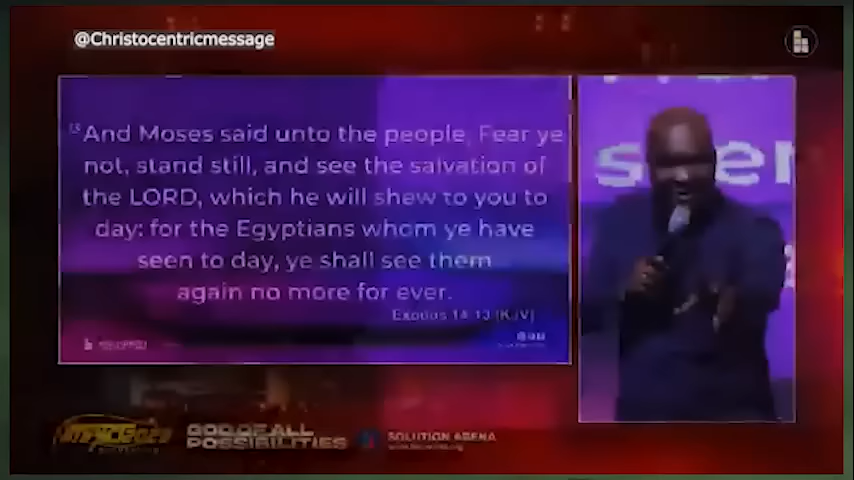 @Christocentricmessage
13 And Moses said unto the people, Fear ye
not, stand still, and see the salvation of
the LORD, which he will shew to you to
day: for the Egyptians whom ye have
seen to day, ye shall see them
again no more for ever.
Exodus 14:13 (KJV)
GOD OF ALL
POSSIBILITIES
SOLUTION ARENA